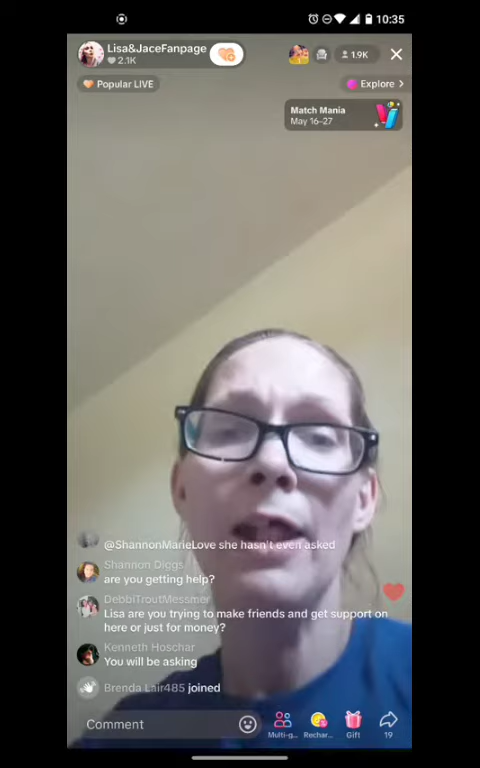 10:35
Lisa&JaceFanpage
2.1K
1.9K
Popular LIVE
Explore >
Match Mania
May 16-27
@ShannonMarieLove she hasn't even asked
Shannon Diggs
are you getting help?
DebbiTroutMessmer
Lisa are you trying to make friends and get support on
here or just for money?
Kenneth Hoschar
You will be asking
Brenda Lair485 joined
Comment
Multi-g... Rechar... Gift 19